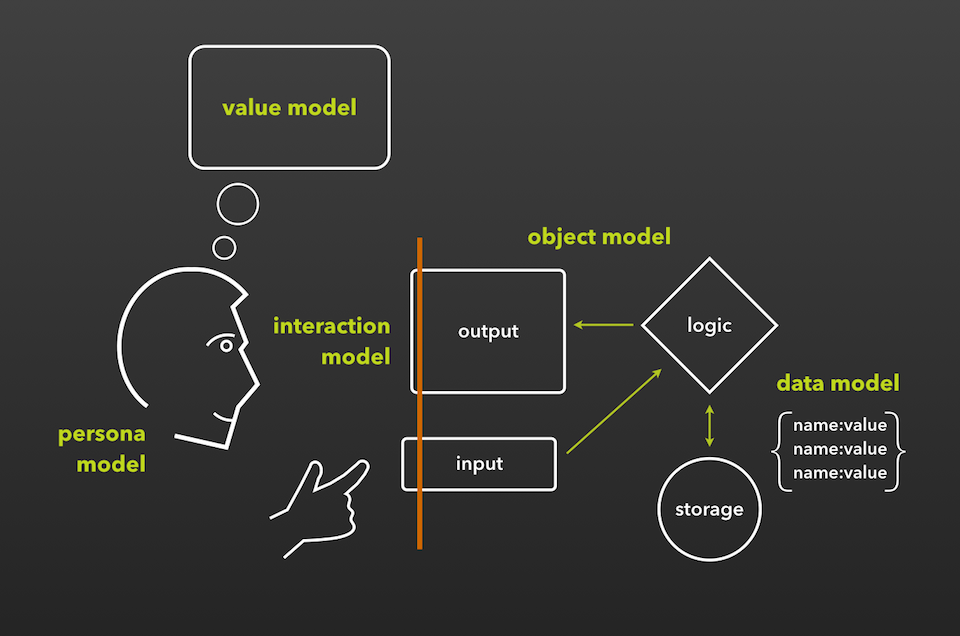 value model
object model
interaction
model
output
logic
data model
name:value
name:value
name:value
persona
model
input
storage